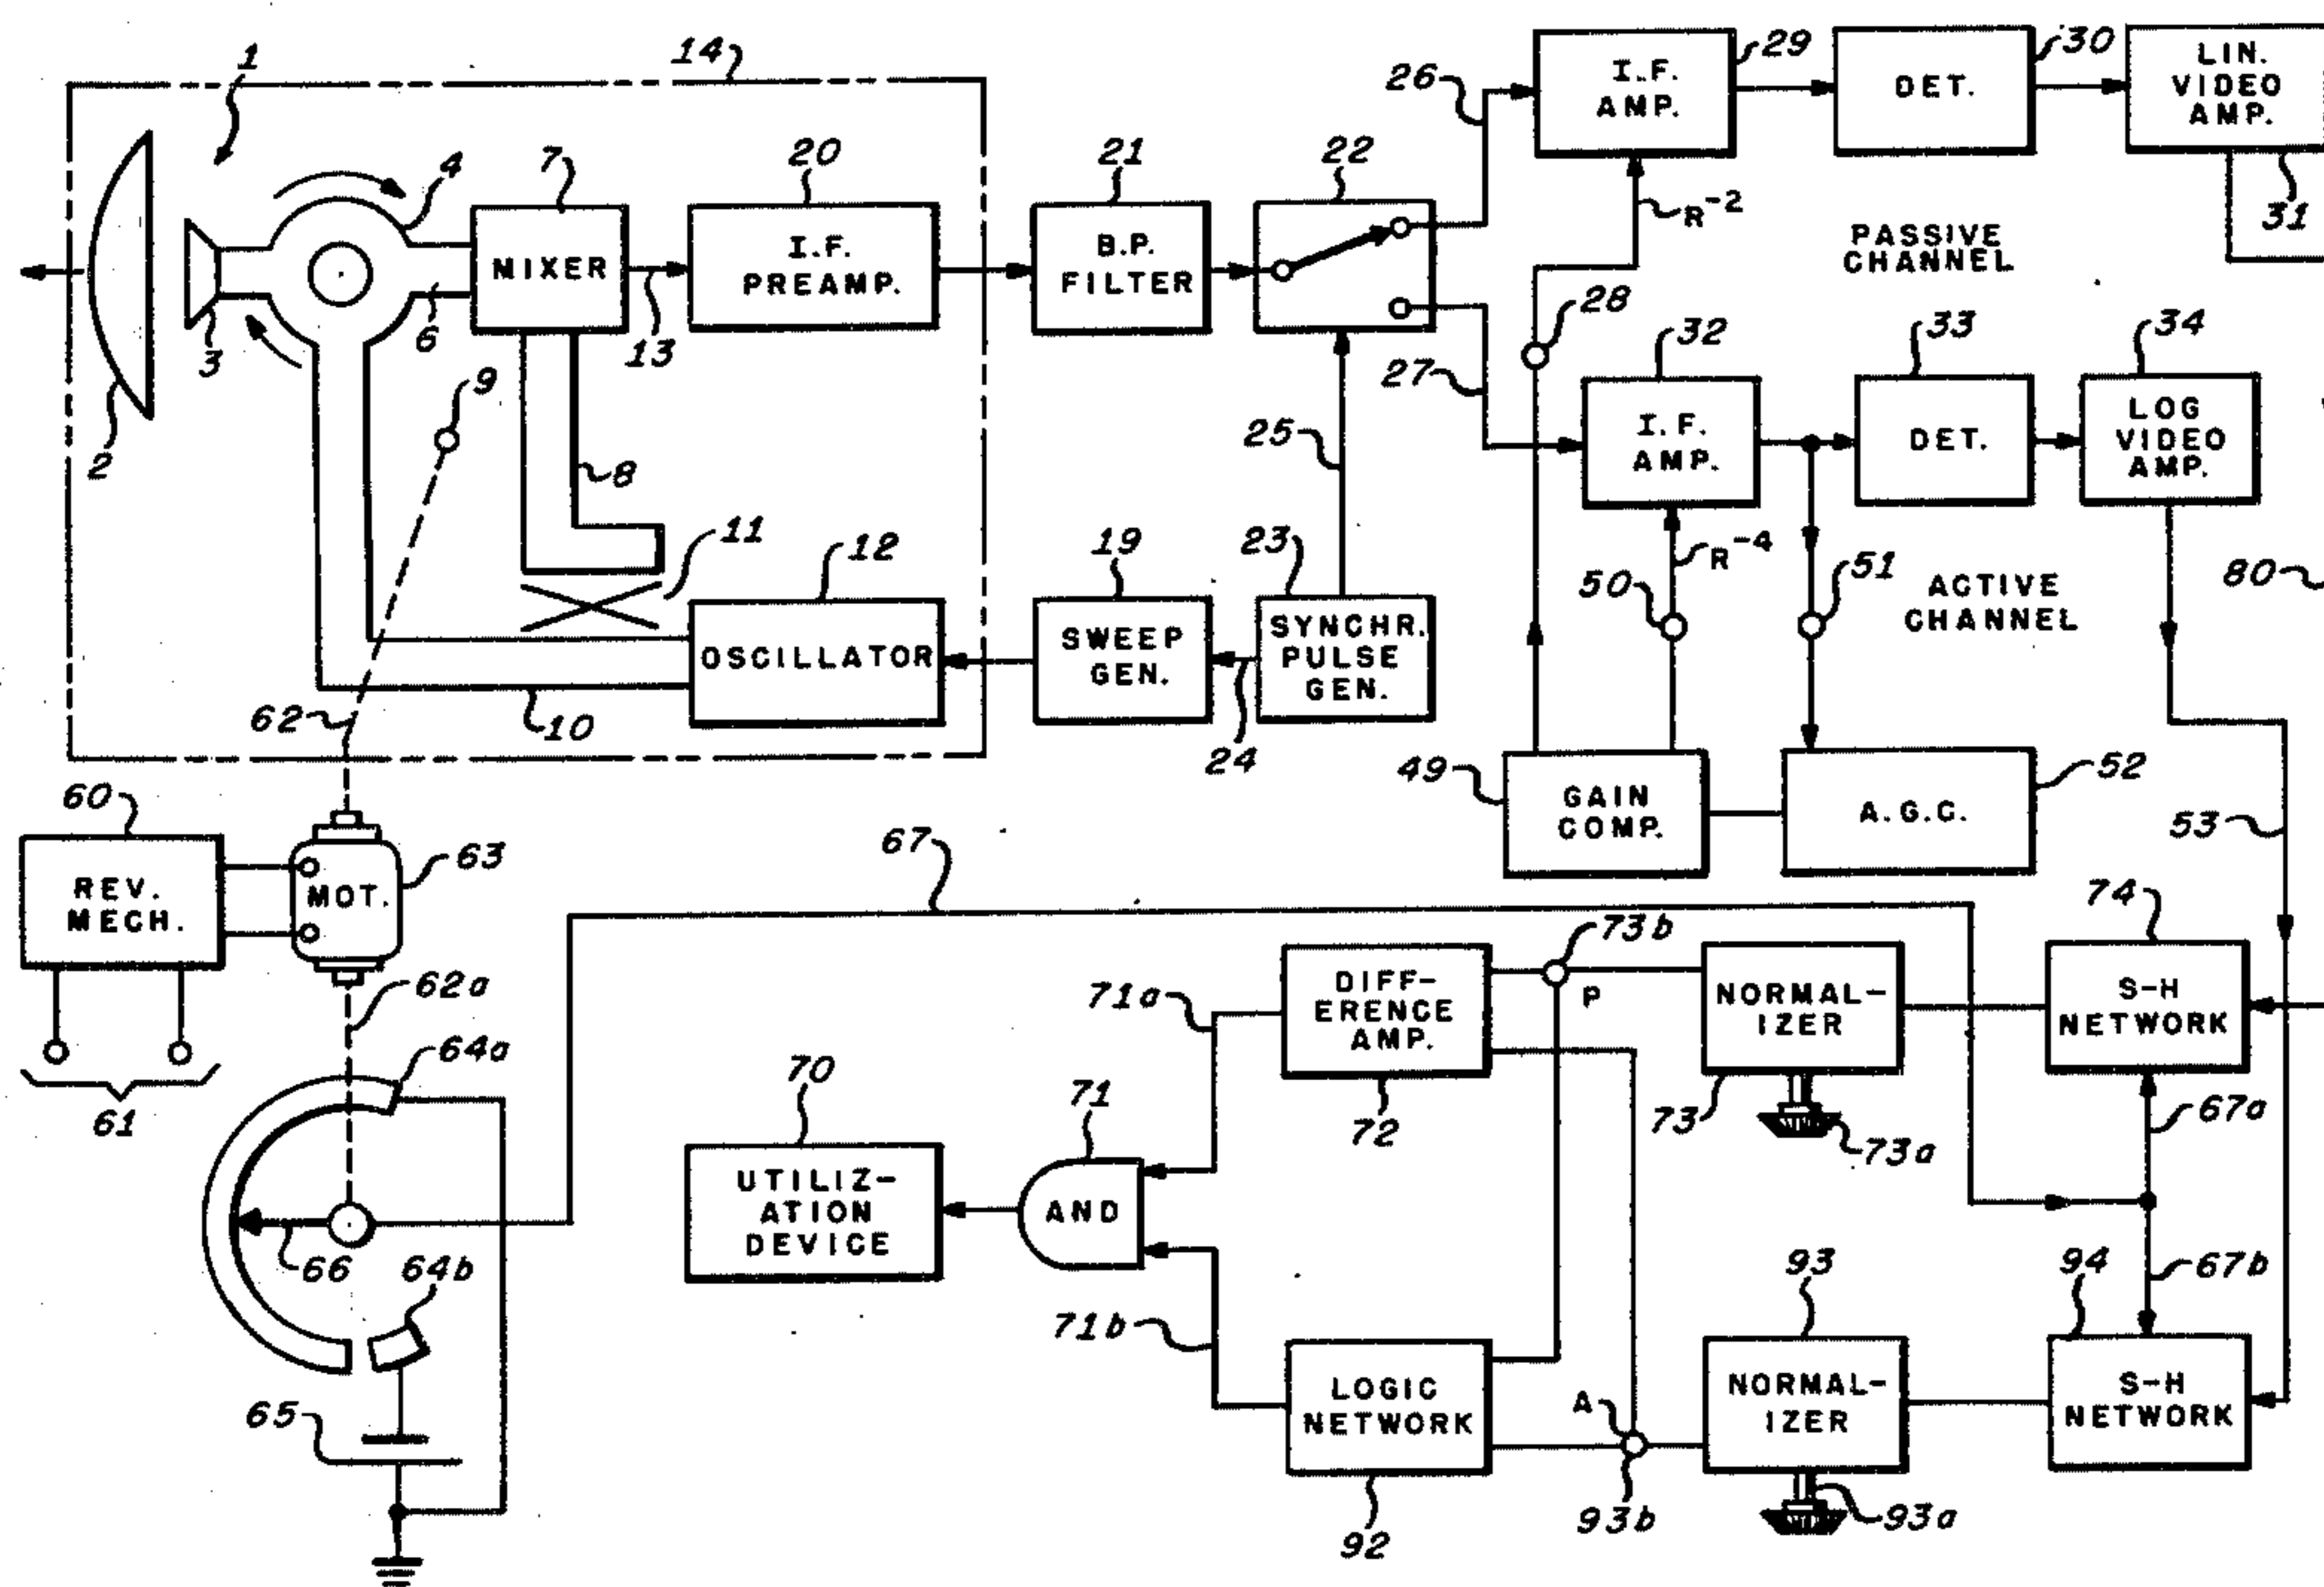 1
14
2
3
4
6
7
MIXER
13
20
I.F.
PREAMP.
21
B.P.
FILTER
22
26
27
I.F.
AMP.
29
DET.
30
LIN.
VIDEO
AMP.
31
R⁻²
PASSIVE
CHANNEL
28
9
8
11
10
12
OSCILLATOR
19
SWEEP
GEN.
23
SYNCHR.
PULSE
GEN.
24
25
32
I.F.
AMP.
33
DET.
34
LOG
VIDEO
AMP.
R⁻⁴
50
51
ACTIVE
CHANNEL
80
49
GAIN
COMP.
52
A.G.C.
53
62
60
REV.
MECH.
61
63
MOT.
62a
64a
66
64b
65
67
70
UTILIZ-
ATION
DEVICE
71
AND
71a
71b
DIFF-
ERENCE
AMP.
72
73b
P
NORMAL-
IZER
73
73a
74
S-H
NETWORK
67a
67b
LOGIC
NETWORK
92
A
93b
93
NORMAL-
IZER
93a
94
S-H
NETWORK